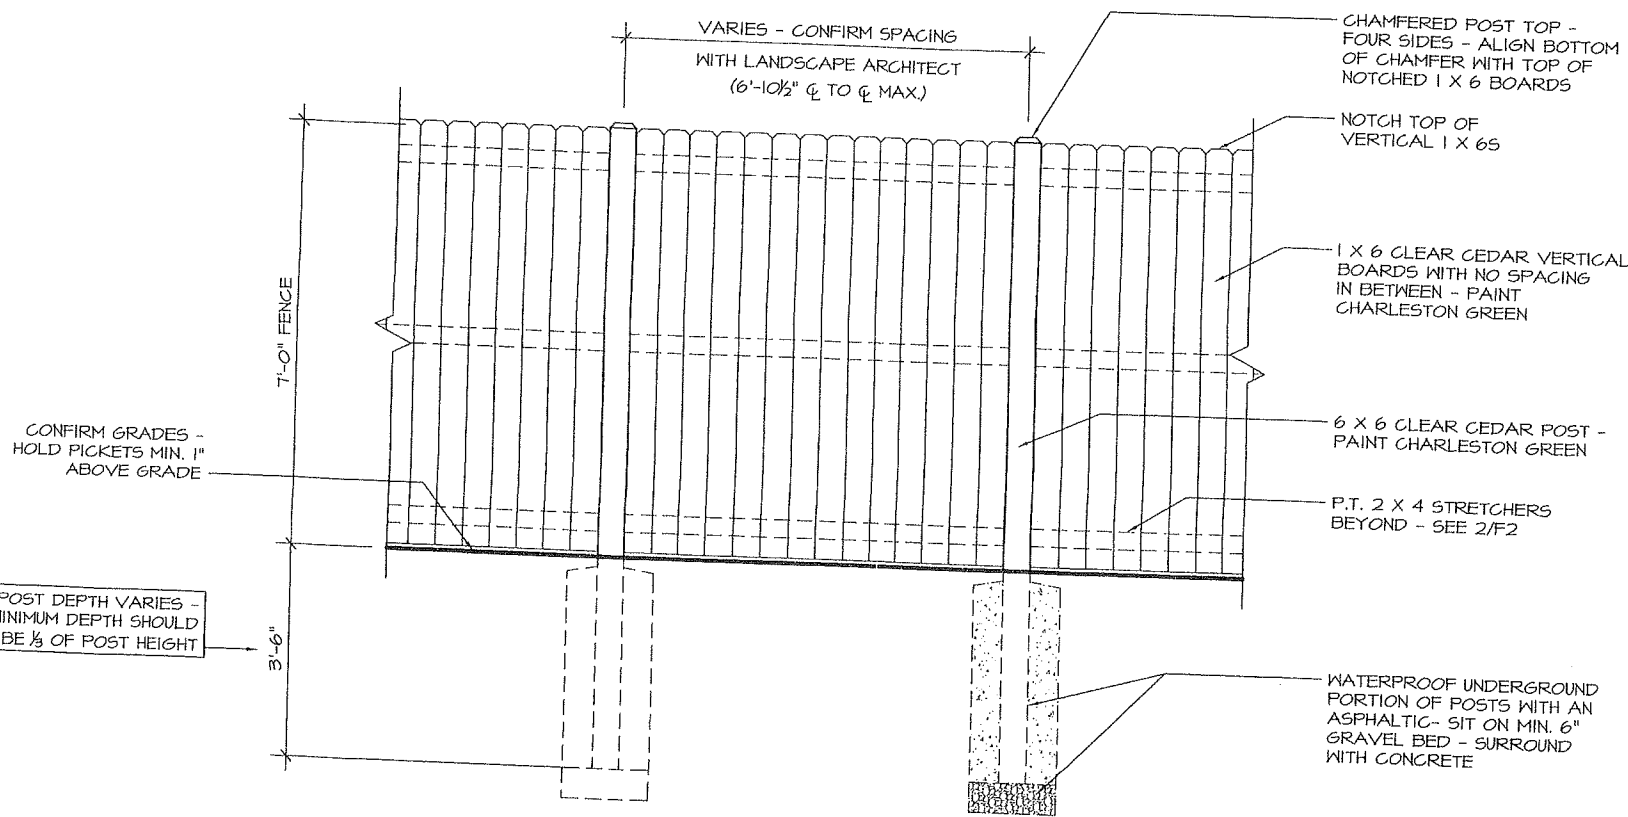 VARIES - CONFIRM SPACING
WITH LANDSCAPE ARCHITECT
(6'-10½" ℄ TO ℄ MAX.)
CHAMFERED POST TOP -
FOUR SIDES - ALIGN BOTTOM
OF CHAMFER WITH TOP OF
NOTCHED 1 X 6 BOARDS
NOTCH TOP OF
VERTICAL 1 X 6S
1 X 6 CLEAR CEDAR VERTICAL
BOARDS WITH NO SPACING
IN BETWEEN - PAINT
CHARLESTON GREEN
7'-0" FENCE
6 X 6 CLEAR CEDAR POST -
PAINT CHARLESTON GREEN
CONFIRM GRADES -
HOLD PICKETS MIN. 1"
ABOVE GRADE
P.T. 2 X 4 STRETCHERS
BEYOND - SEE 2/F2
POST DEPTH VARIES -
MINIMUM DEPTH SHOULD
BE ⅓ OF POST HEIGHT
3'-6"
WATERPROOF UNDERGROUND
PORTION OF POSTS WITH AN
ASPHALTIC- SIT ON MIN. 6"
GRAVEL BED - SURROUND
WITH CONCRETE